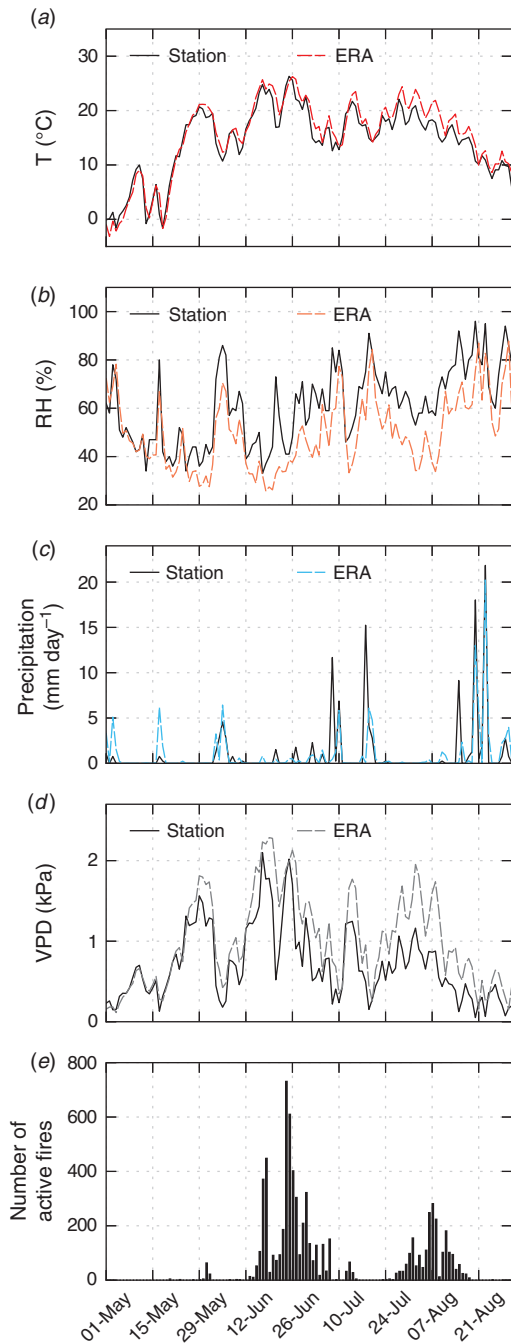 (a)
Station ERA
30
20
10
0
T (°C)
(b)
Station ERA
100
80
60
40
20
RH (%)
(c)
Station ERA
20
15
10
5
0
Precipitation
(mm day⁻¹)
(d)
Station ERA
2
1
0
VPD (kPa)
(e)
800
600
400
200
0
Number of
active fires
01-May 15-May 29-May 12-Jun 26-Jun 10-Jul 24-Jul 07-Aug 21-Aug